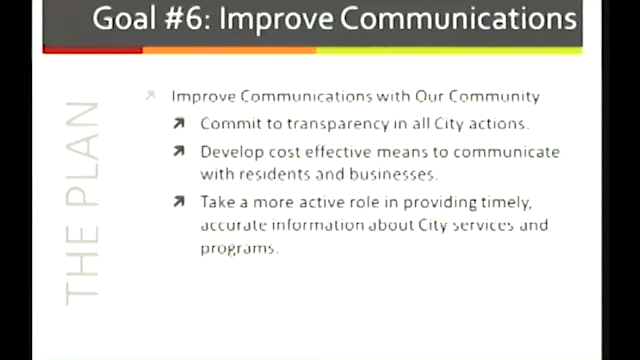 Goal #6: Improve Communications
THE PLAN
Improve Communications with Our Community
Commit to transparency in all City actions.
Develop cost effective means to communicate
with residents and businesses.
Take a more active role in providing timely,
accurate information about City services and
programs.